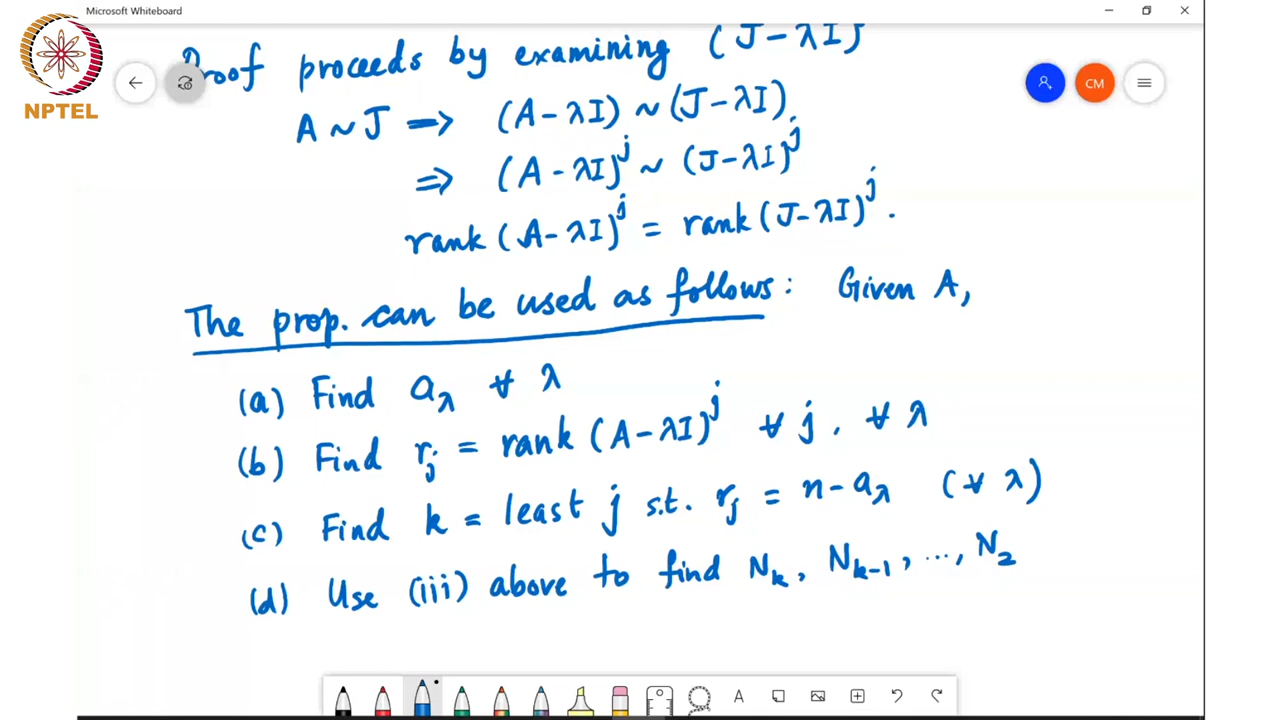 Microsoft Whiteboard
Proof proceeds by examining (J-λI)^j
NPTEL
CM
A ~ J ⟹ (A-λI) ~ (J-λI)
⟹ (A-λI)^j ~ (J-λI)^j
rank (A-λI)^j = rank (J-λI)^j.
The prop. can be used as follows: Given A,
(a) Find a_λ ∀ λ
(b) Find r_j = rank (A-λI)^j ∀ j, ∀ λ
(c) Find k = least j s.t. r_j = n-a_λ (∀ λ)
(d) Use (iii) above to find N_k, N_{k-1}, ..., N_2
A